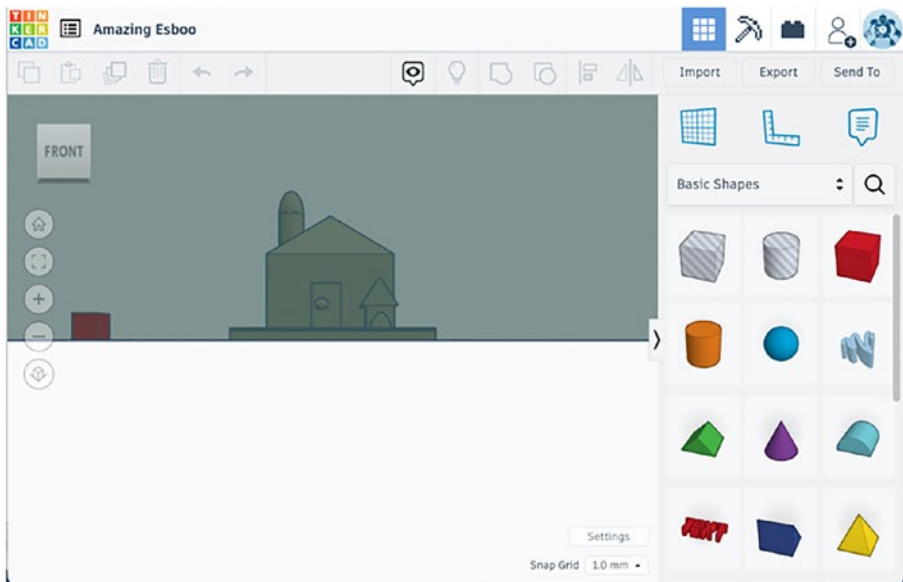 TIN
KER
CAD
Amazing Esboo
Import Export Send To
FRONT
Basic Shapes
TEXT
Settings
Snap Grid 1.0 mm